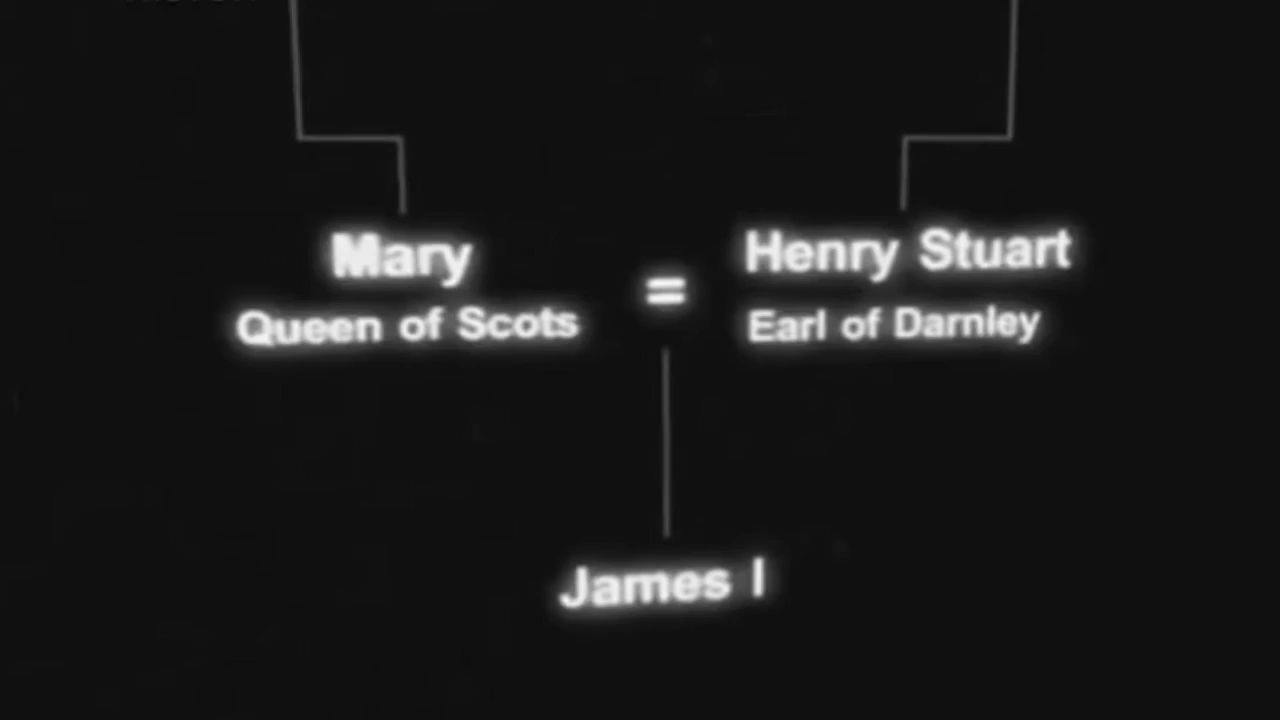 Mary
Queen of Scots
=
Henry Stuart
Earl of Darnley
James I